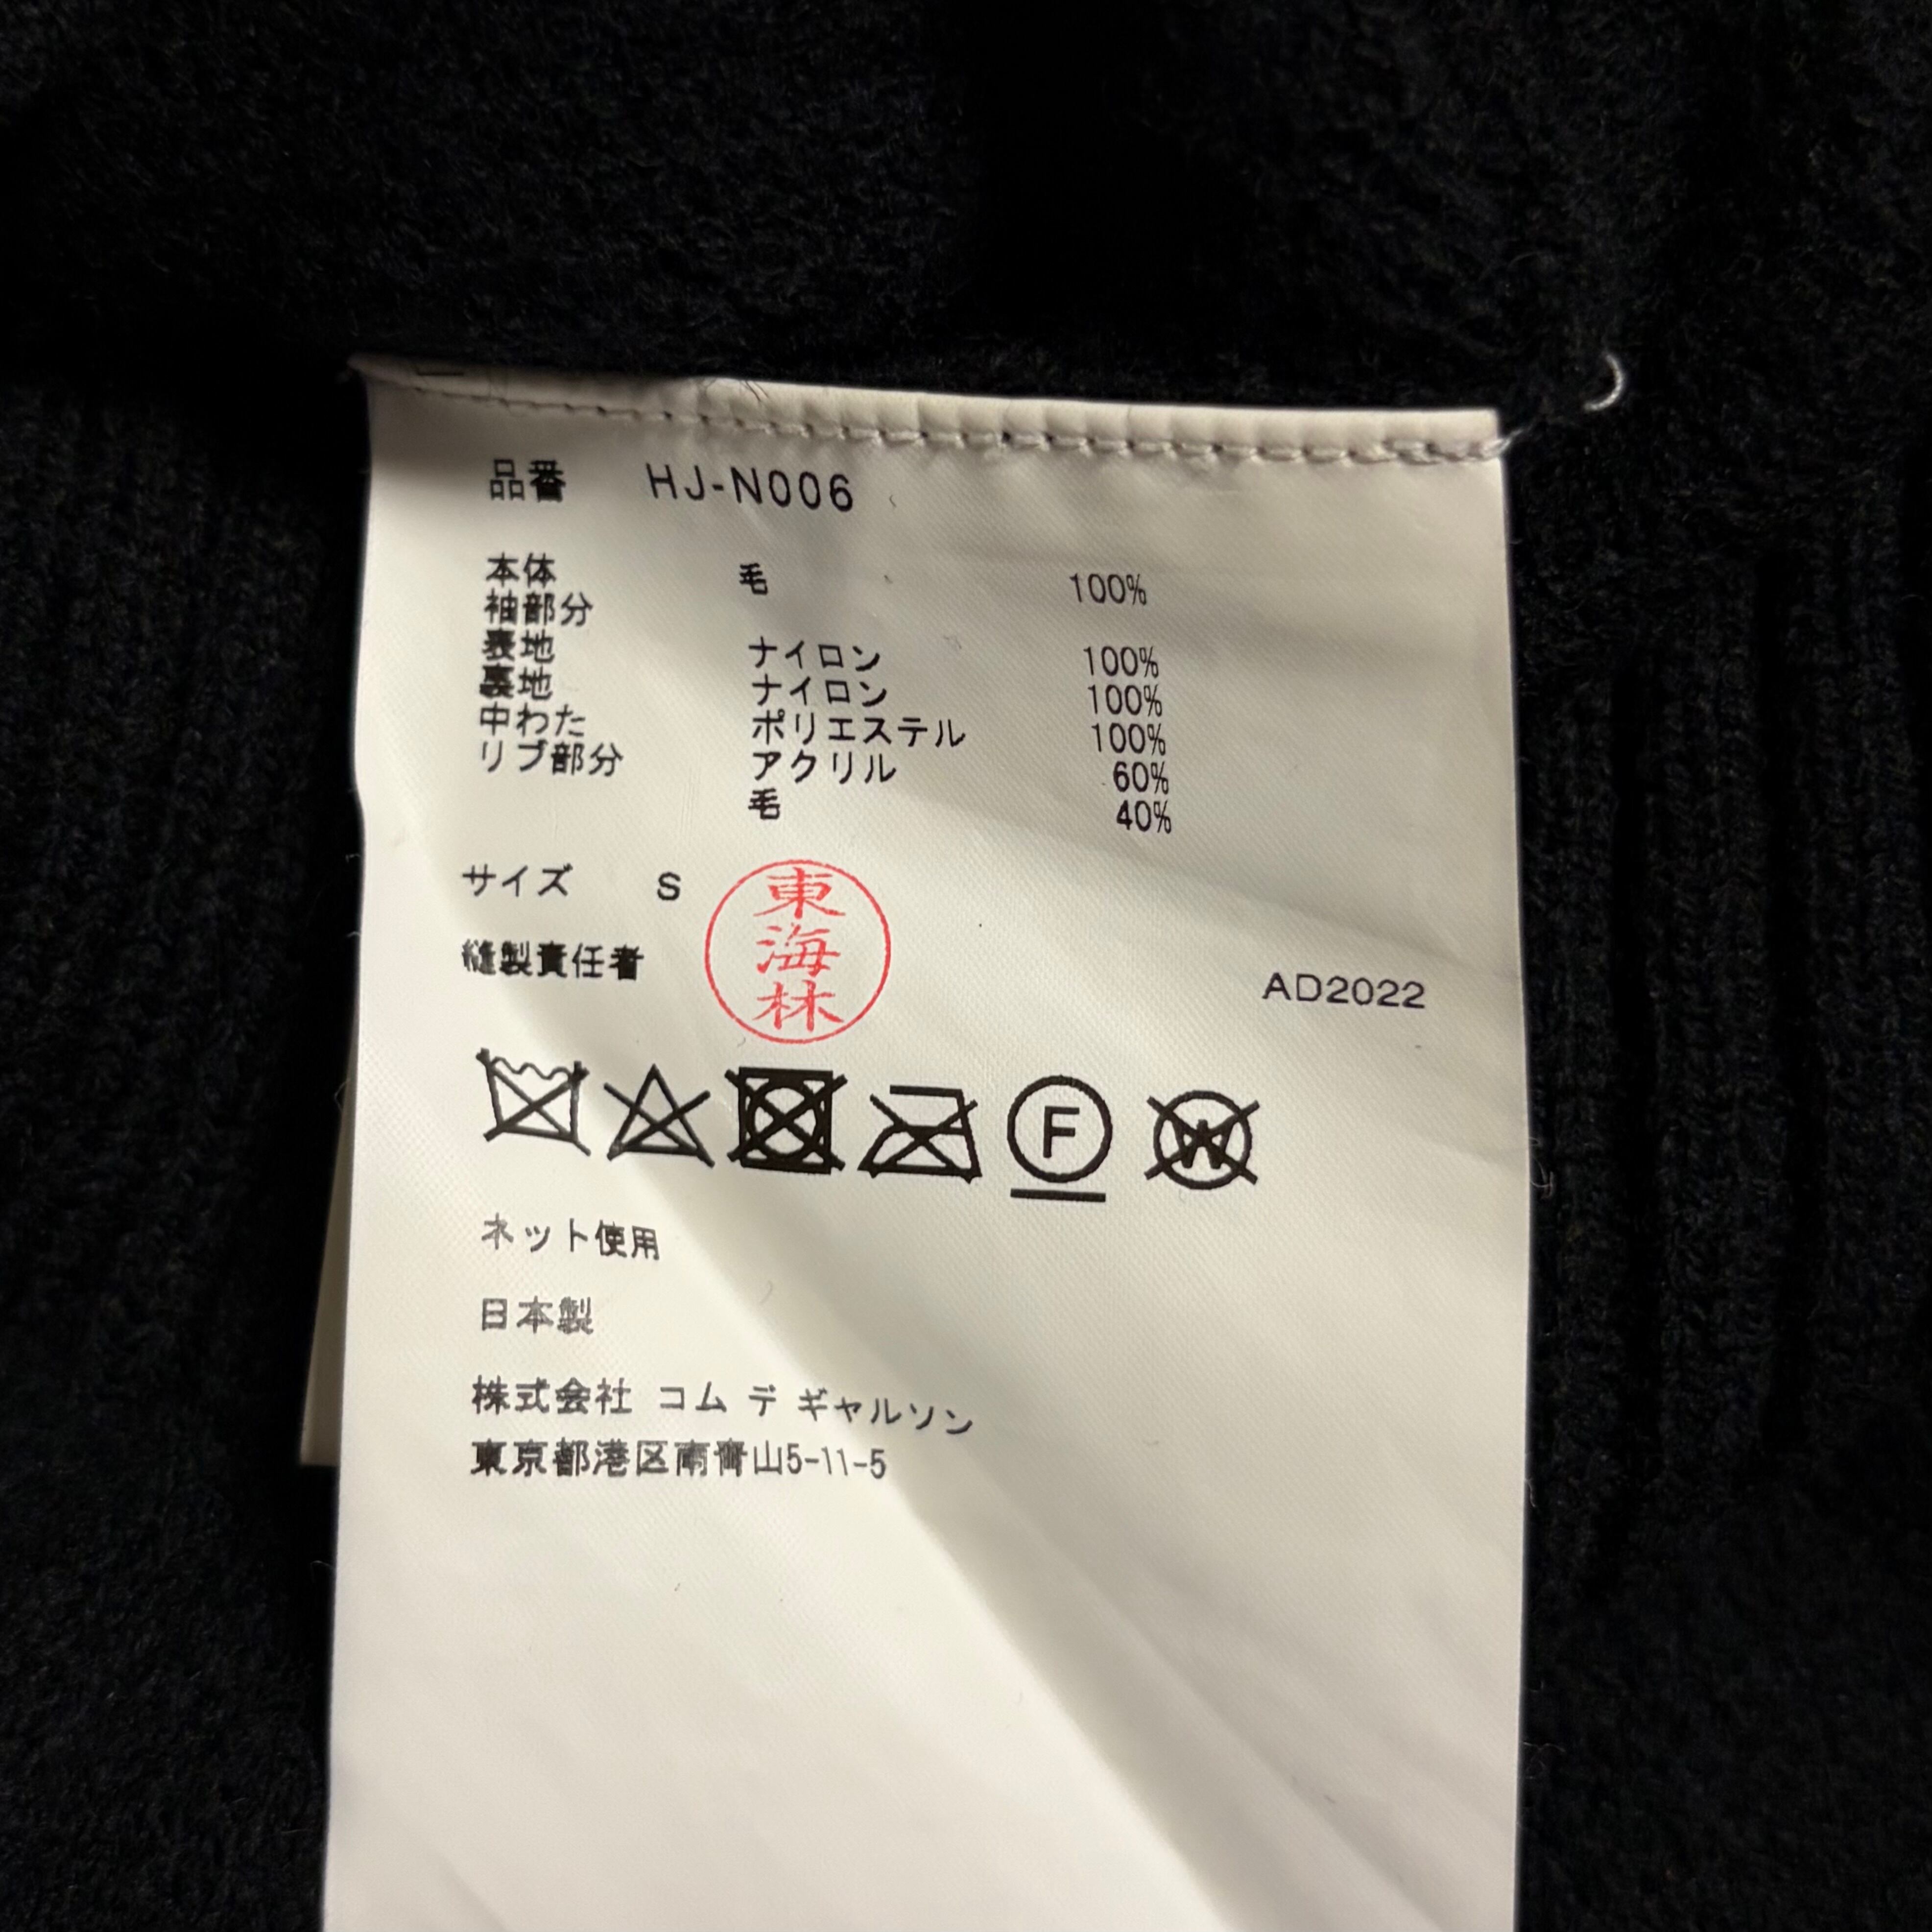 品番 HJ-N006
本体 毛 100%
袖部分
表地 ナイロン 100%
裏地 ナイロン 100%
中わた ポリエステル 100%
リブ部分 アクリル 60%
毛 40%
サイズ S
縫製責任者 東海林
AD2022
F
W
ネット使用
日本製
株式会社 コム デ ギャルソン
東京都港区南青山5-11-5